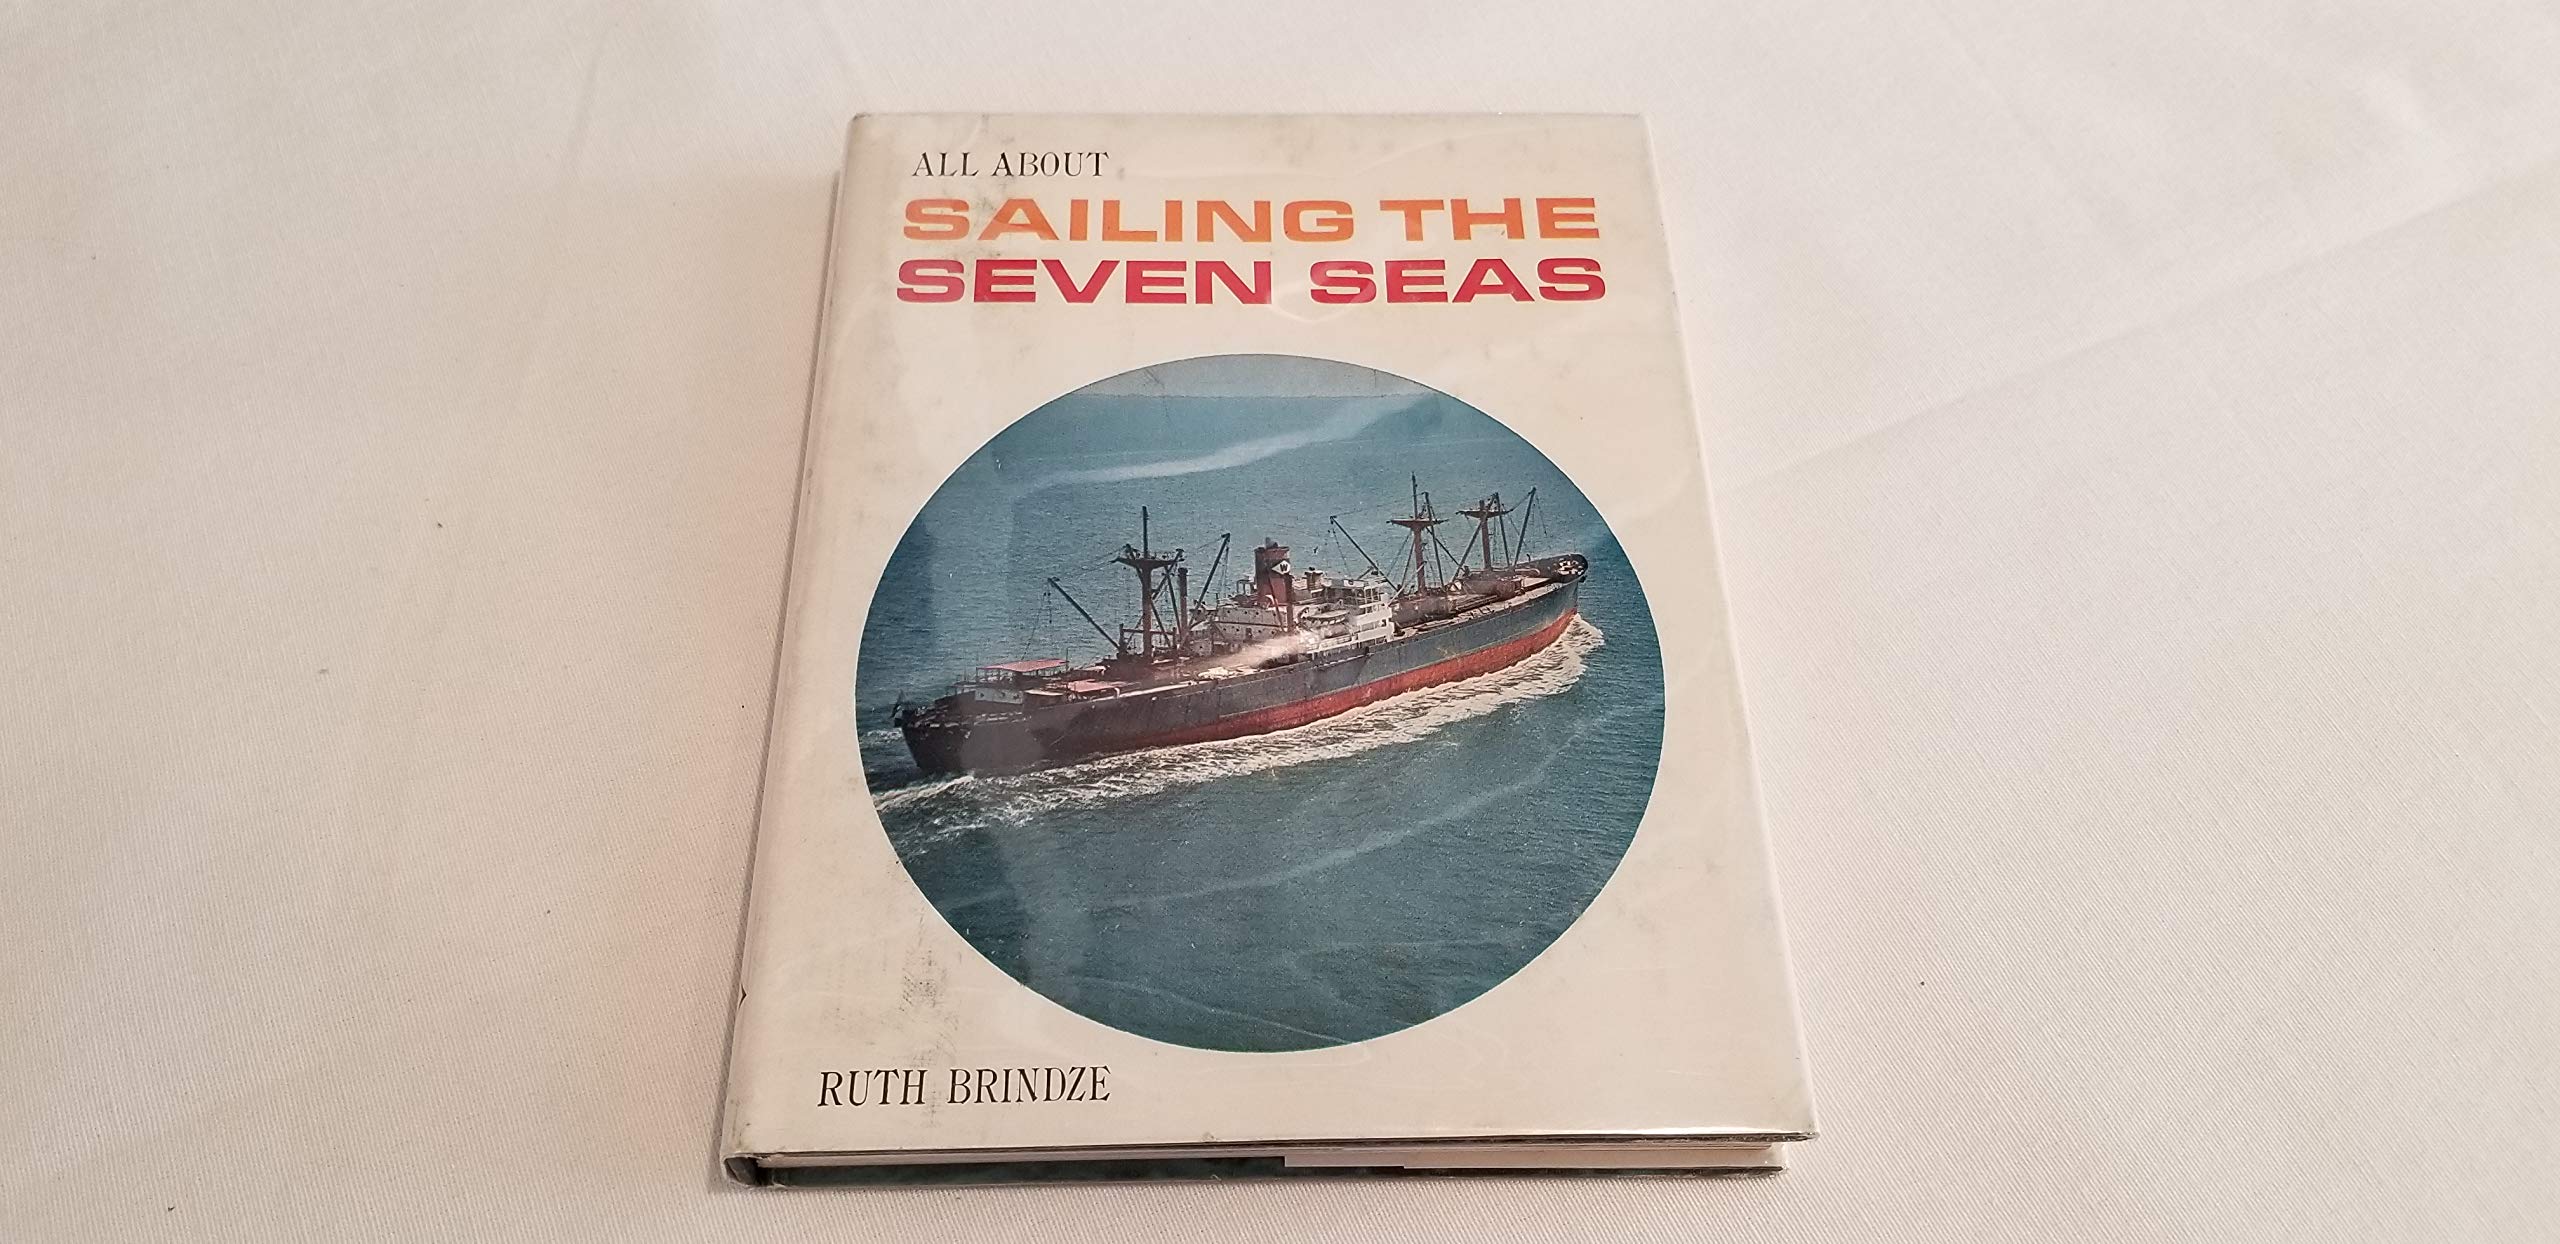 ALL ABOUT
SAILING THE
SEVEN SEAS
W
RUTH BRINDZE